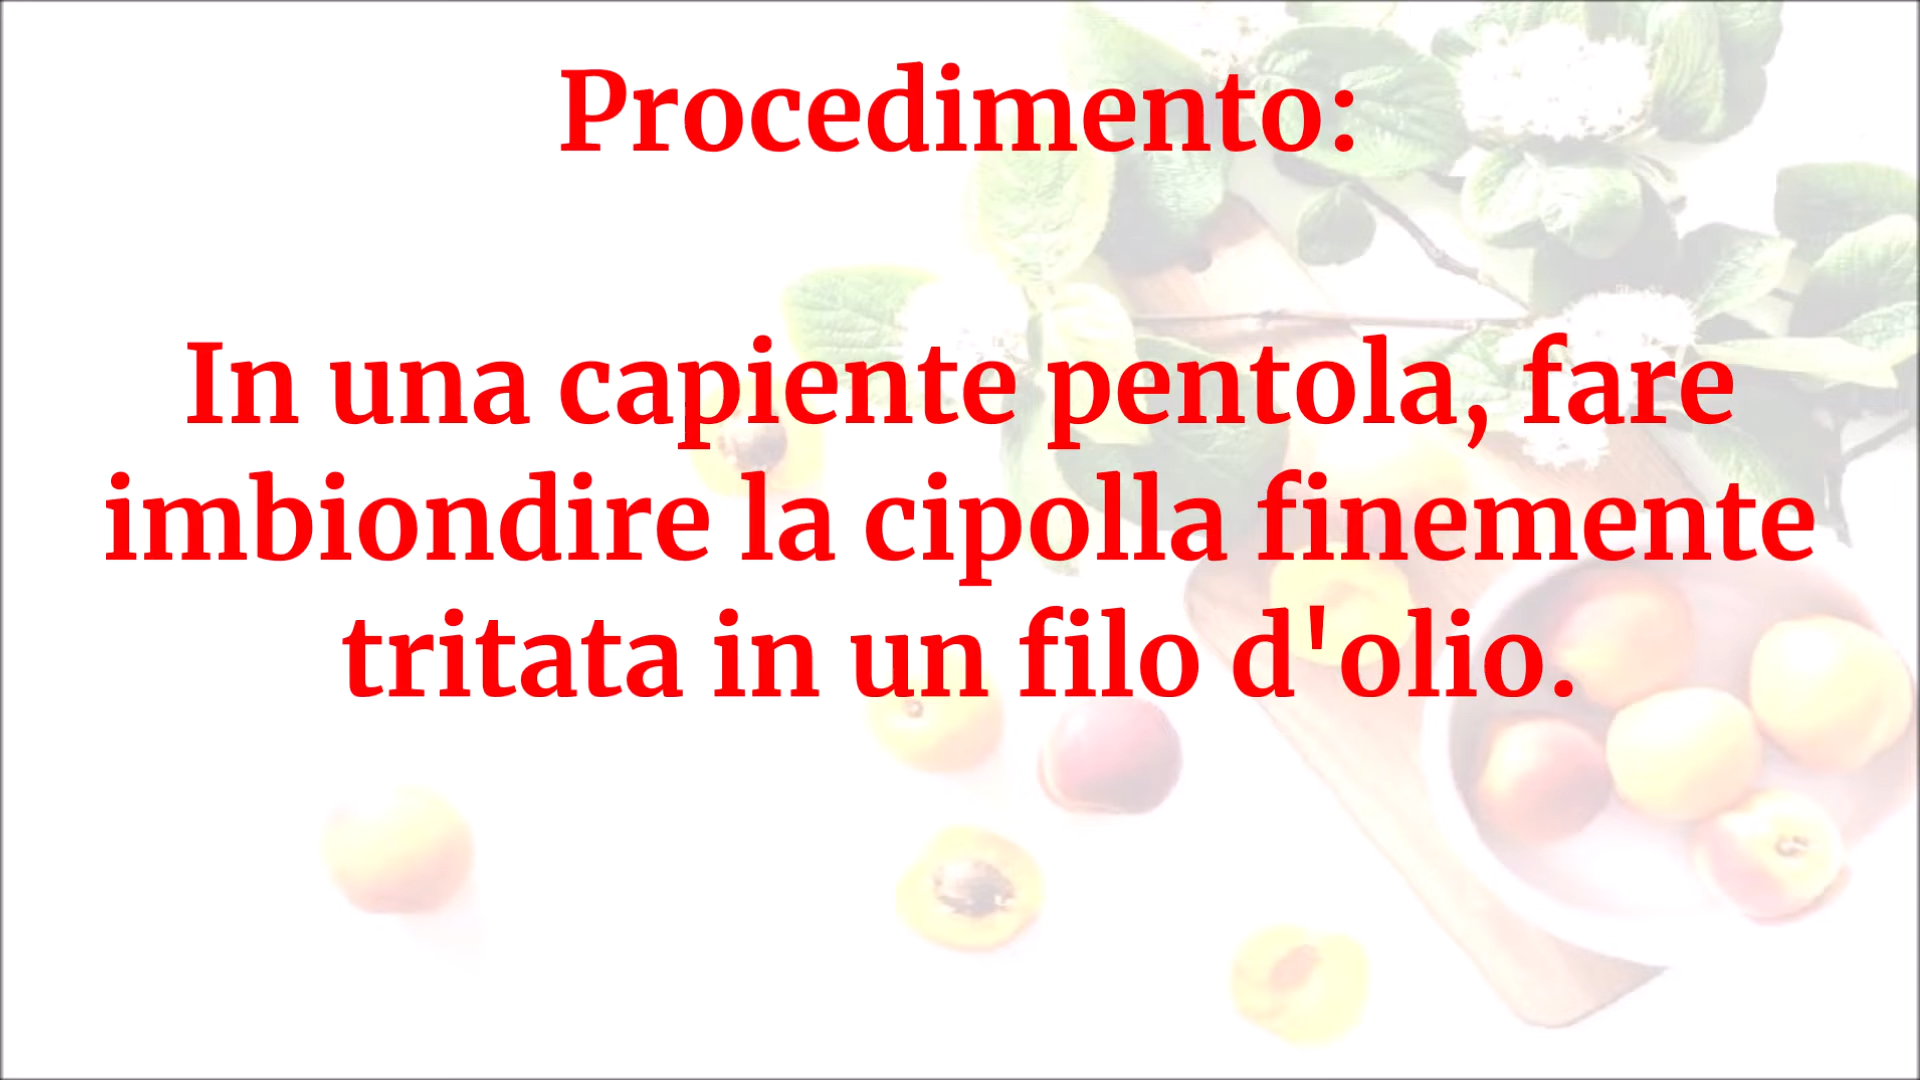 Procedimento:
In una capiente pentola, fare
imbiondire la cipolla finemente
tritata in un filo d'olio.